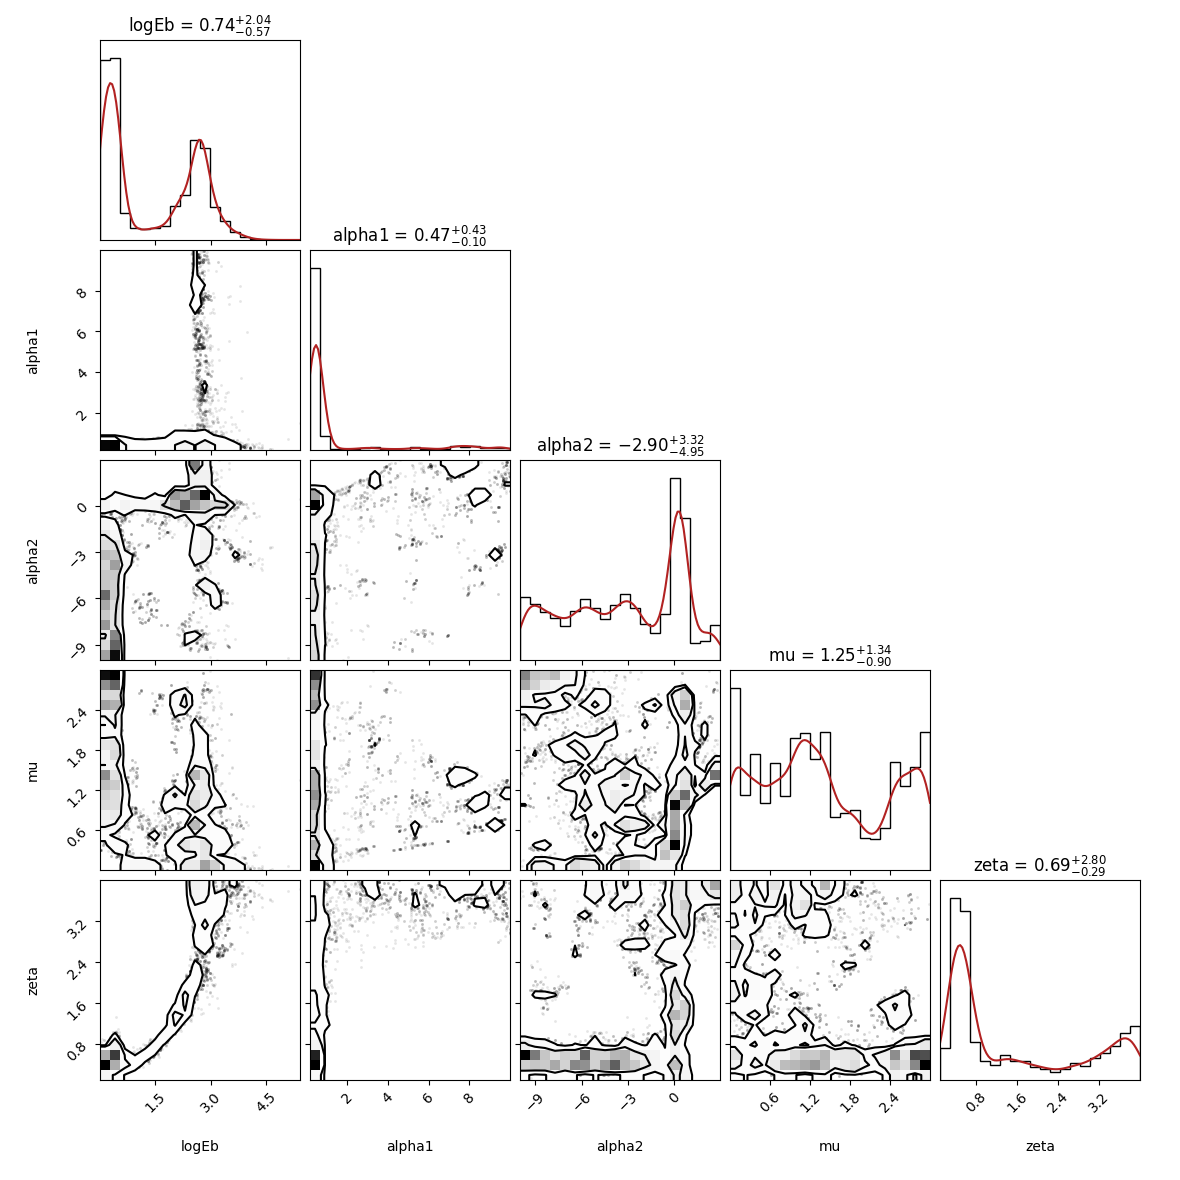 logEb = 0.74+2.04−0.57
alpha1 = 0.47+0.43−0.10
8
6
4
2
alpha1
alpha2 = −2.90+3.32−4.95
0
−3
−6
−9
alpha2
mu = 1.25+1.34−0.90
2.4
1.8
1.2
0.6
mu
zeta = 0.69+2.80−0.29
3.2
2.4
1.6
0.8
zeta
1.5 3.0 4.5 2 4 6 8 −9 −6 −3 0 0.6 1.2 1.8 2.4 0.8 1.6 2.4 3.2
logEb alpha1 alpha2 mu zeta